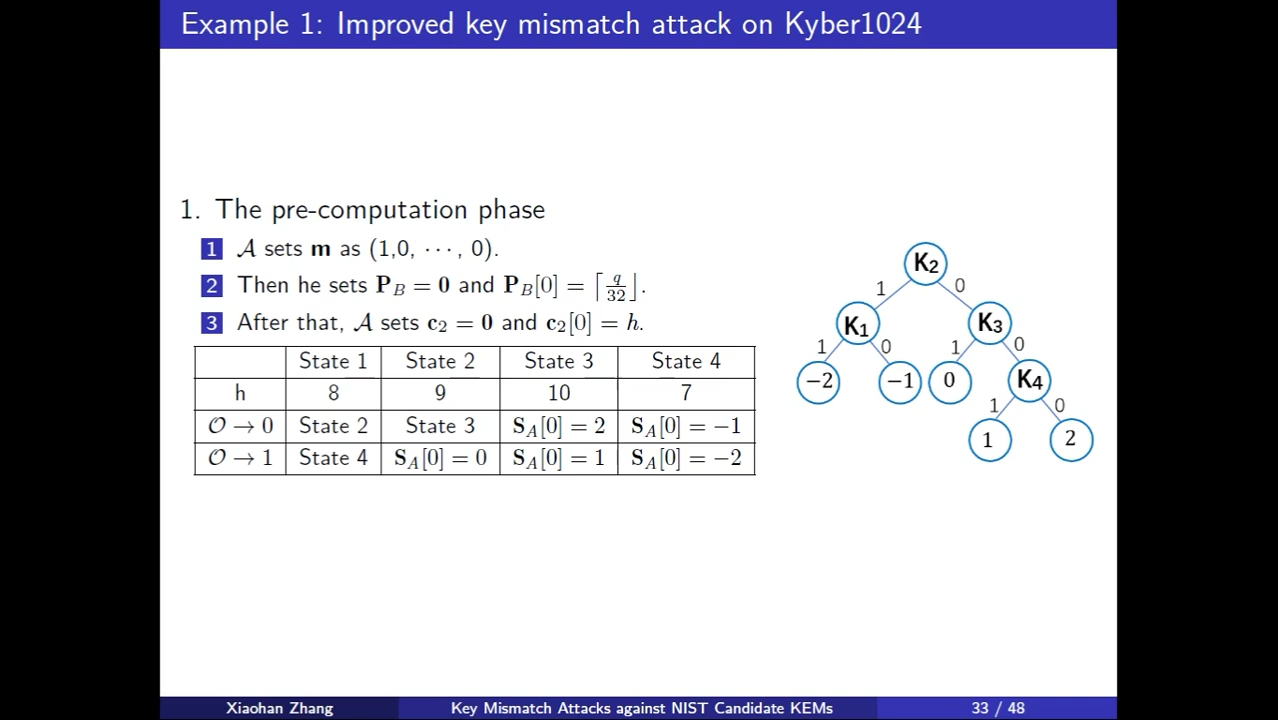 Example 1: Improved key mismatch attack on Kyber1024
1. The pre-computation phase
1 𝒜 sets m as (1,0, ⋯ , 0).
2 Then he sets P_B = 0 and P_B[0] = ⌈q/32⌋.
3 After that, 𝒜 sets c₂ = 0 and c₂[0] = h.
State 1 State 2 State 3 State 4
h 8 9 10 7
𝒪 → 0 State 2 State 3 S_A[0] = 2 S_A[0] = −1
𝒪 → 1 State 4 S_A[0] = 0 S_A[0] = 1 S_A[0] = −2
K₂
1 0
K₁ K₃
1 0 1 0
−2 −1 0 K₄
1 0
1 2
Xiaohan Zhang Key Mismatch Attacks against NIST Candidate KEMs 33 / 48